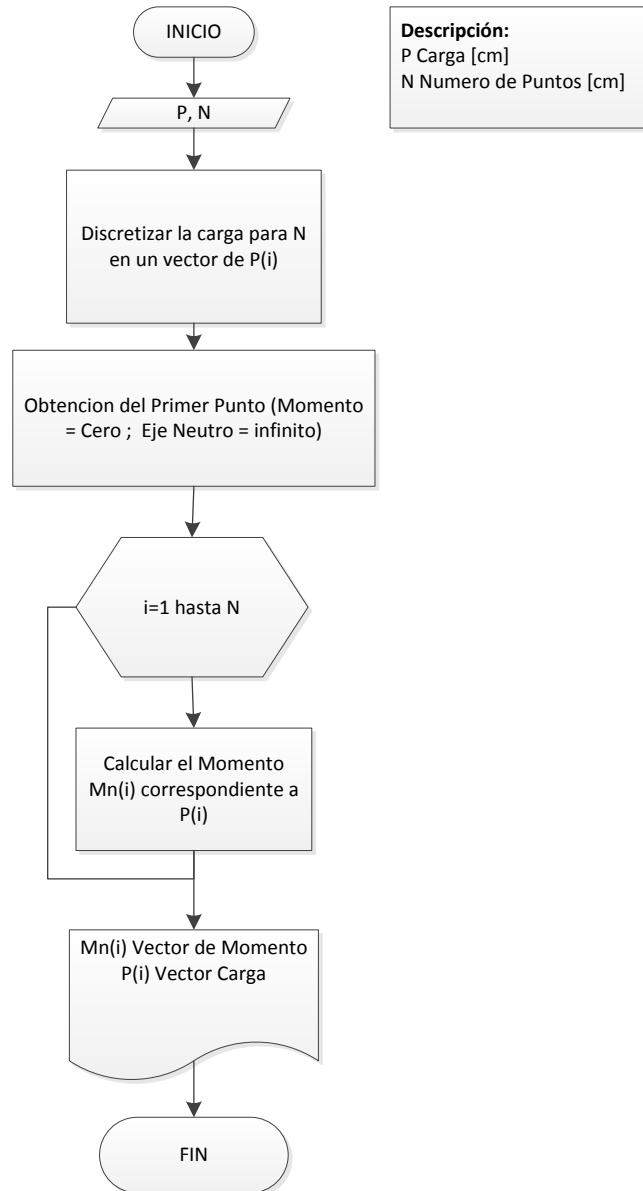 INICIO
Descripción:
P Carga [cm]
N Numero de Puntos [cm]
P, N
Discretizar la carga para N
en un vector de P(i)
Obtencion del Primer Punto (Momento
= Cero ;  Eje Neutro = infinito)
i=1 hasta N
Calcular el Momento
Mn(i) correspondiente a
P(i)
Mn(i) Vector de Momento
P(i) Vector Carga
FIN